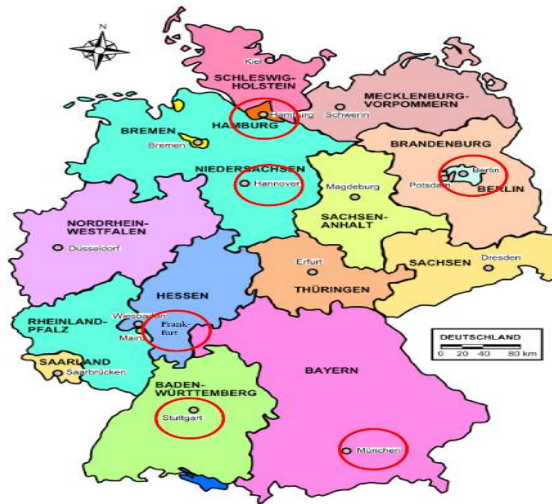 N
Kiel
SCHLESWIG-
HOLSTEIN
MECKLENBURG-
VORPOMMERN
Hamburg
HAMBURG
Schwerin
BREMEN
Bremen
BRANDENBURG
NIEDERSACHSEN
Hannover
Berlin
Potsdam
BERLIN
Magdeburg
SACHSEN-
ANHALT
NORDRHEIN-
WESTFALEN
Düsseldorf
Erfurt
THÜRINGEN
SACHSEN
Dresden
HESSEN
RHEINLAND-
PFALZ
Wiesbaden
Mainz
Frank-
furt
SAARLAND
Saarbrücken
DEUTSCHLAND
0 20 40 80 km
BAYERN
BADEN-
WÜRTTEMBERG
Stuttgart
München